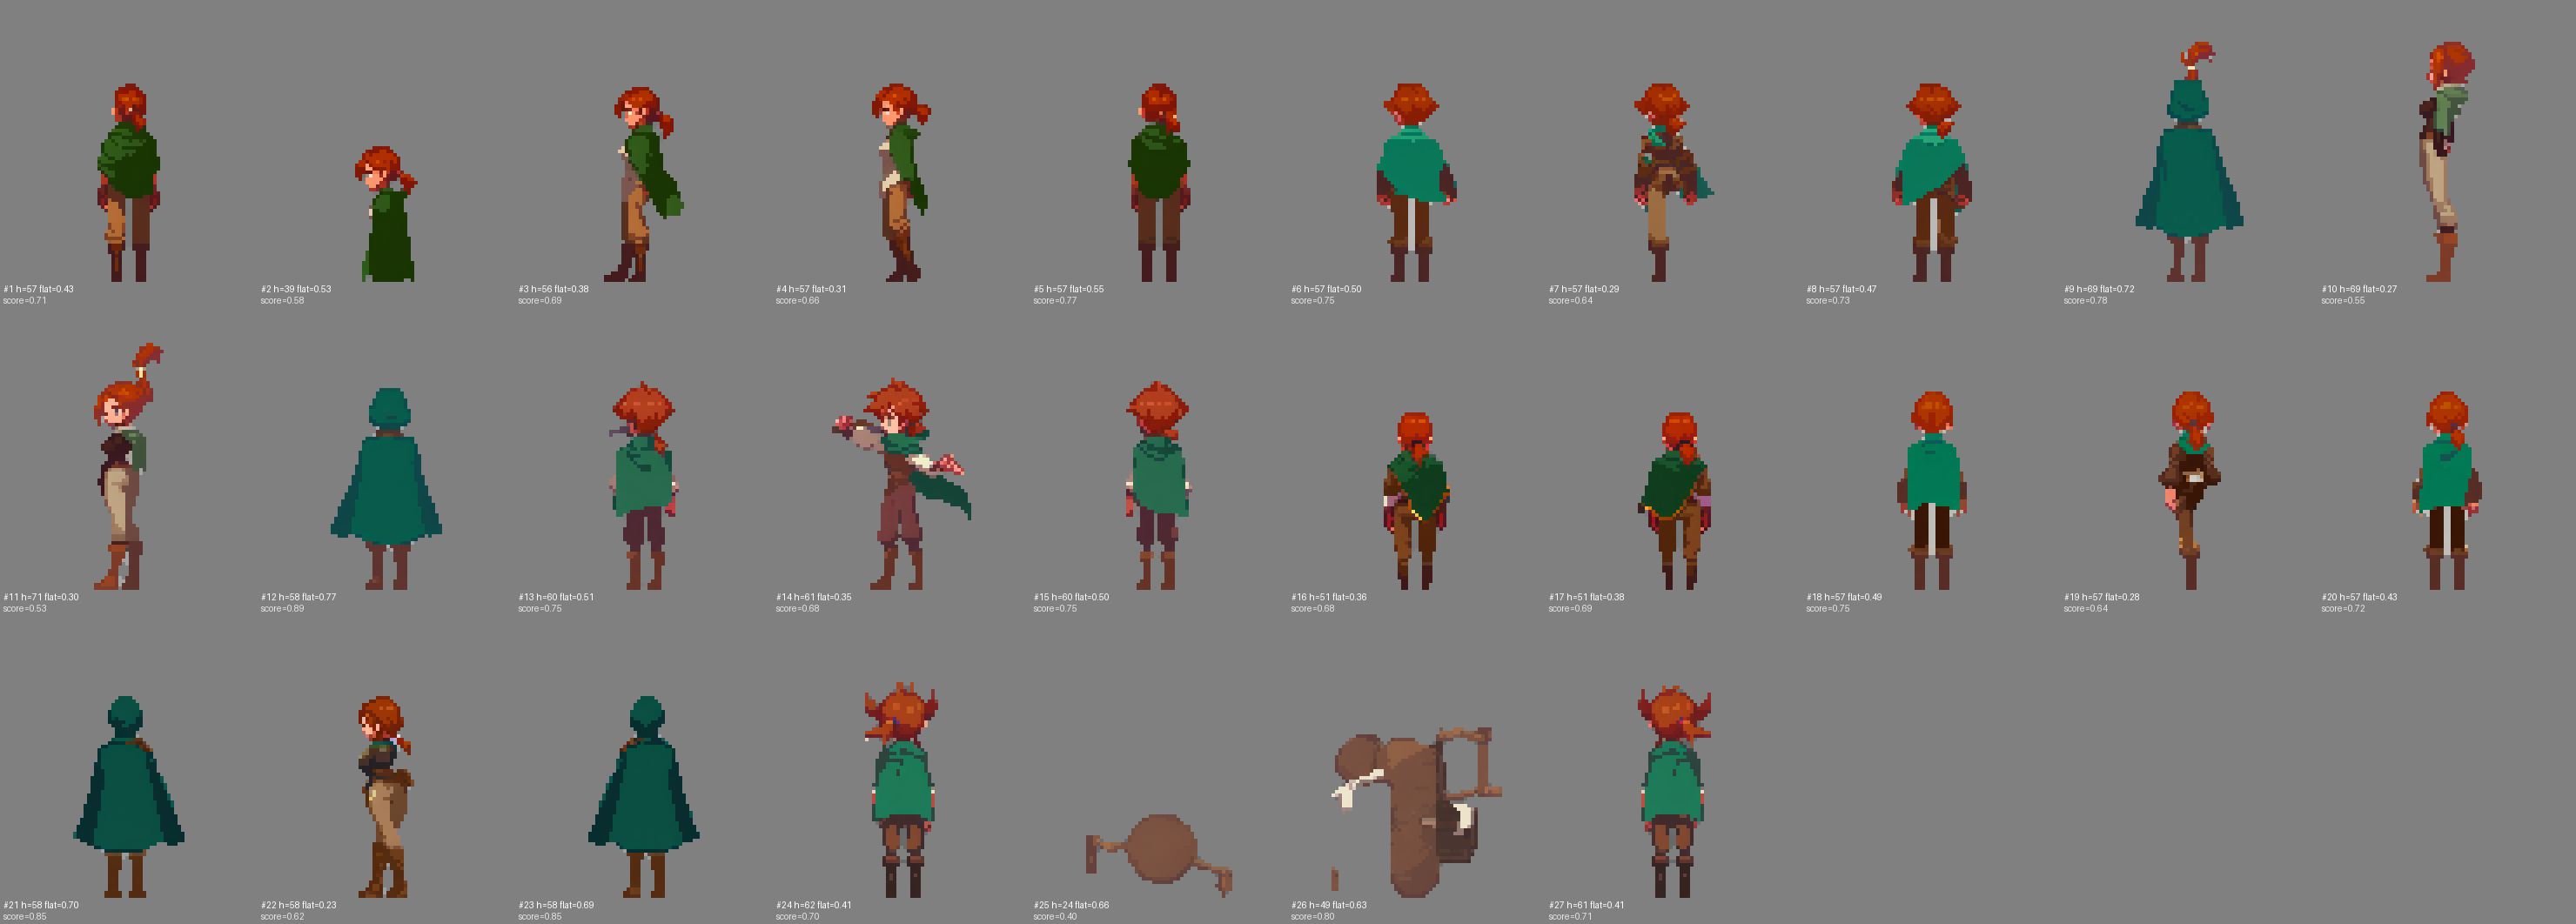 #1 h=57 flat=0.43
score=0.71
#2 h=39 flat=0.53
score=0.58
#3 h=56 flat=0.38
score=0.69
#4 h=57 flat=0.31
score=0.66
#5 h=57 flat=0.55
score=0.77
#6 h=57 flat=0.50
score=0.75
#7 h=57 flat=0.29
score=0.64
#8 h=57 flat=0.47
score=0.73
#9 h=69 flat=0.72
score=0.78
#10 h=69 flat=0.27
score=0.55
#11 h=71 flat=0.30
score=0.53
#12 h=58 flat=0.77
score=0.89
#13 h=60 flat=0.51
score=0.75
#14 h=61 flat=0.35
score=0.68
#15 h=60 flat=0.50
score=0.75
#16 h=51 flat=0.36
score=0.68
#17 h=51 flat=0.38
score=0.69
#18 h=57 flat=0.49
score=0.75
#19 h=57 flat=0.28
score=0.64
#20 h=57 flat=0.43
score=0.72
#21 h=58 flat=0.70
score=0.85
#22 h=58 flat=0.23
score=0.62
#23 h=58 flat=0.69
score=0.85
#24 h=62 flat=0.41
score=0.70
#25 h=24 flat=0.66
score=0.40
#26 h=49 flat=0.63
score=0.80
#27 h=61 flat=0.41
score=0.71